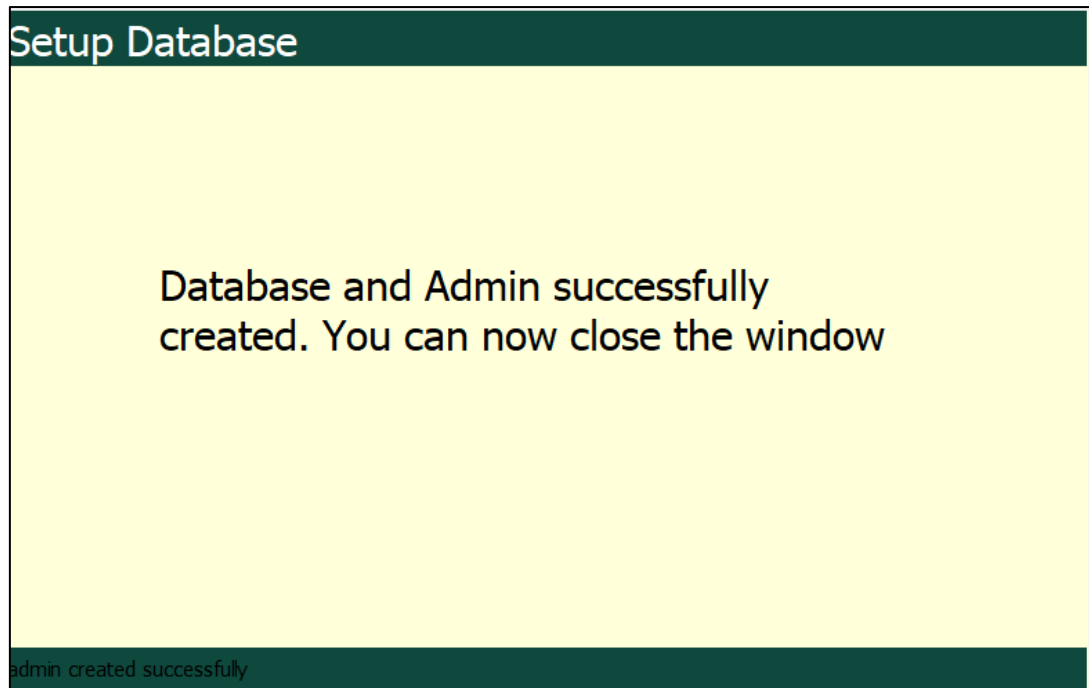 Setup Database
Database and Admin successfully
created. You can now close the window
admin created successfully